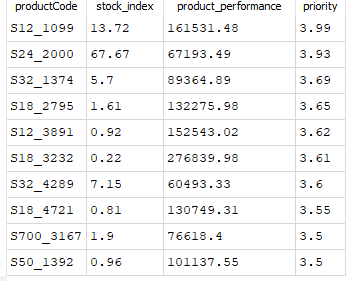 productCode stock_index product_performance priority
S12_1099 13.72 161531.48 3.99
S24_2000 67.67 67193.49 3.93
S32_1374 5.7 89364.89 3.69
S18_2795 1.61 132275.98 3.65
S12_3891 0.92 152543.02 3.62
S18_3232 0.22 276839.98 3.61
S32_4289 7.15 60493.33 3.6
S18_4721 0.81 130749.31 3.55
S700_3167 1.9 76618.4 3.5
S50_1392 0.96 101137.55 3.5